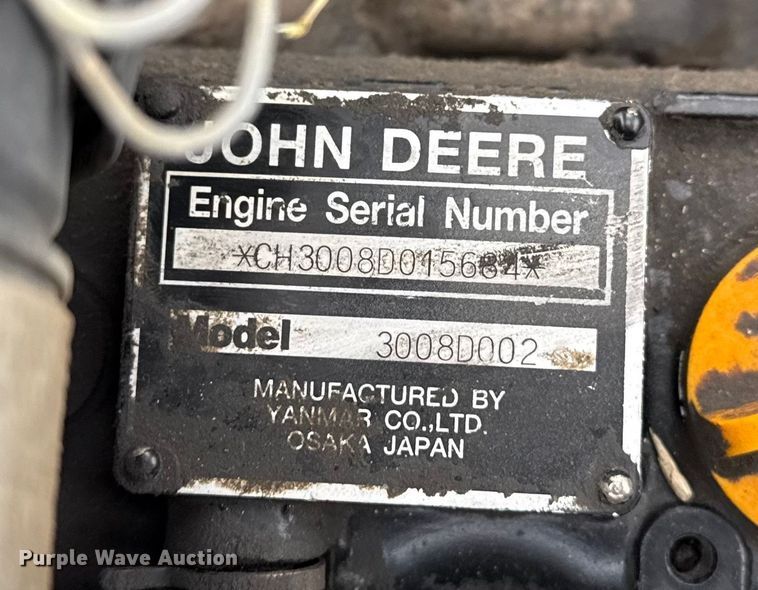 JOHN DEERE
Engine Serial Number
*CH3008D015684*
Model 3008D002
MANUFACTURED BY
YANMAR CO.,LTD.
OSAKA JAPAN
Purple Wave Auction